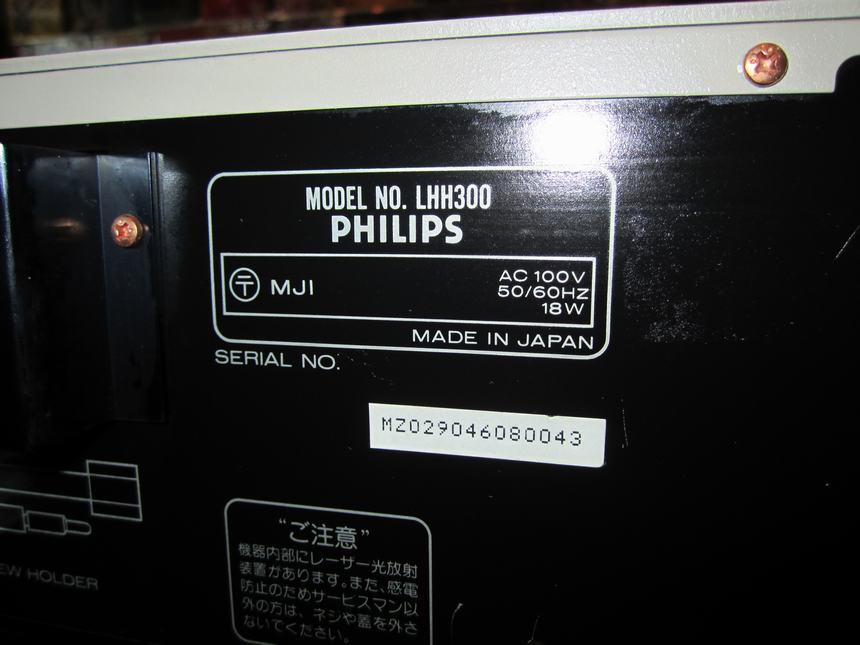 MODEL NO. LHH300
PHILIPS
〒 MJI
AC 100V
50/60HZ
18W
MADE IN JAPAN
SERIAL NO.
MZ029046080043
EW HOLDER
“ご注意”
機器内部にレーザー光放射
装置があります。また、感電
防止のためサービスマン以
外の方は、ネジや蓋を外さ
ないでください。